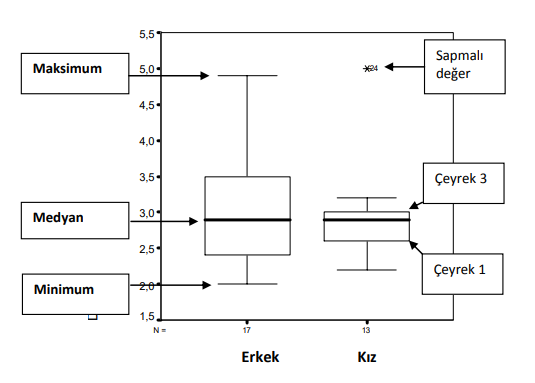 5,5
Maksimum
5,0
24
Sapmalı
değer
4,5
4,0
3,5
Çeyrek 3
Medyan
3,0
2,5
Çeyrek 1
Minimum
2,0
1,5
N =
17
13
Erkek
Kız